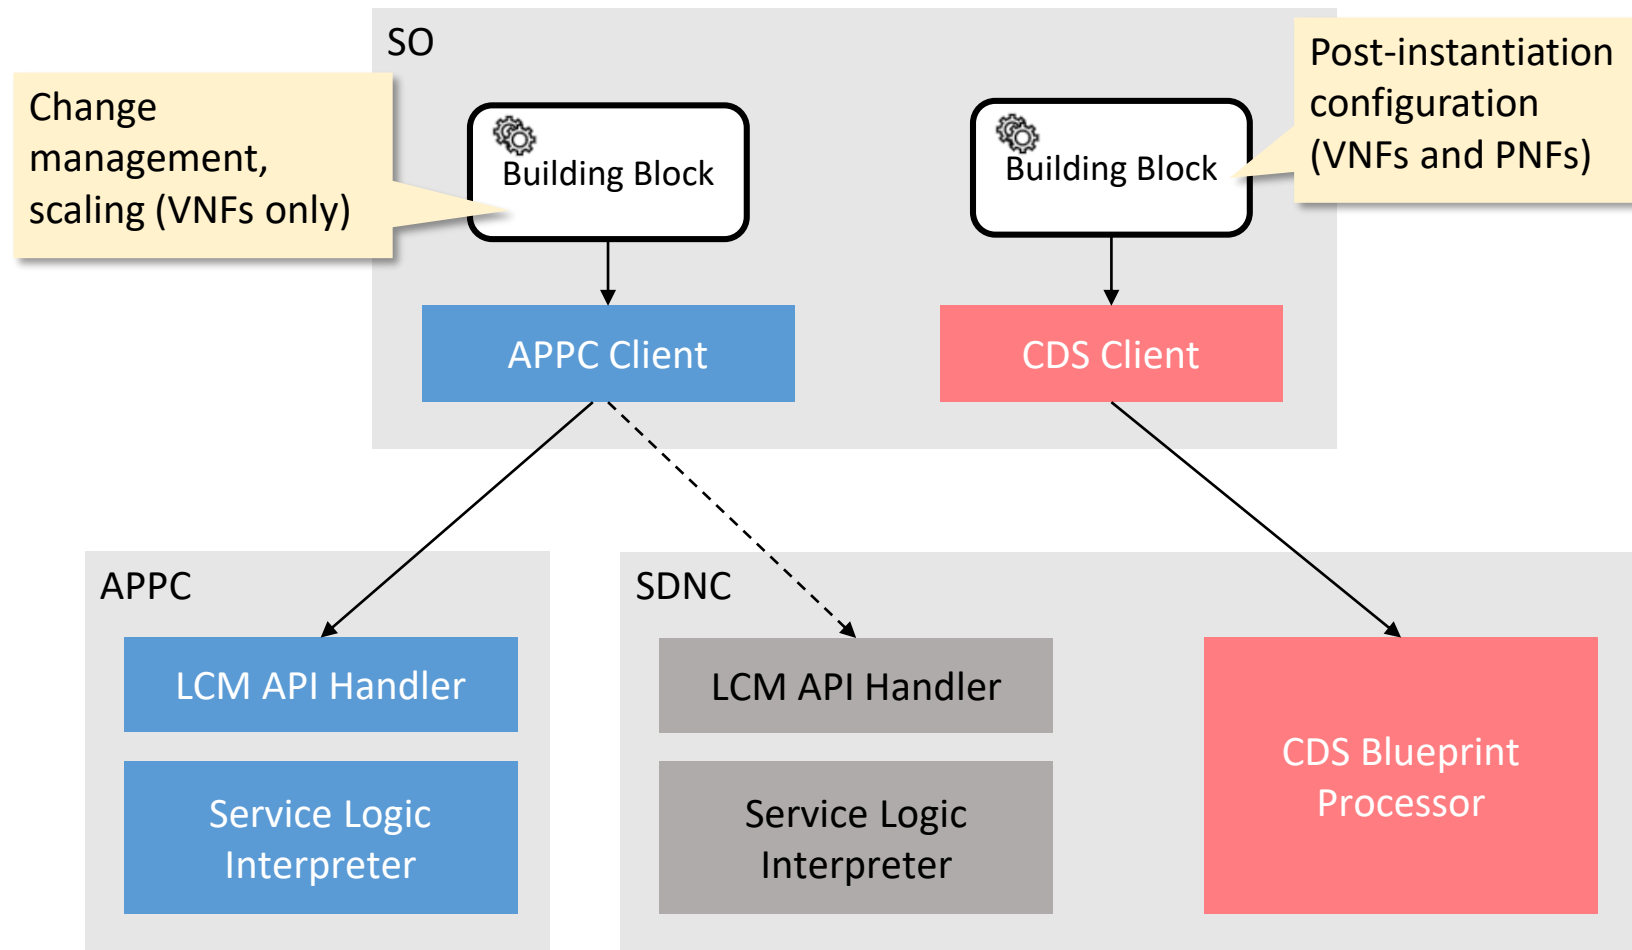 SO
Change
management,
scaling (VNFs only)
Building Block
Building Block
Post-instantiation
configuration
(VNFs and PNFs)
APPC Client
CDS Client
APPC
LCM API Handler
Service Logic
Interpreter
SDNC
LCM API Handler
Service Logic
Interpreter
CDS Blueprint
Processor